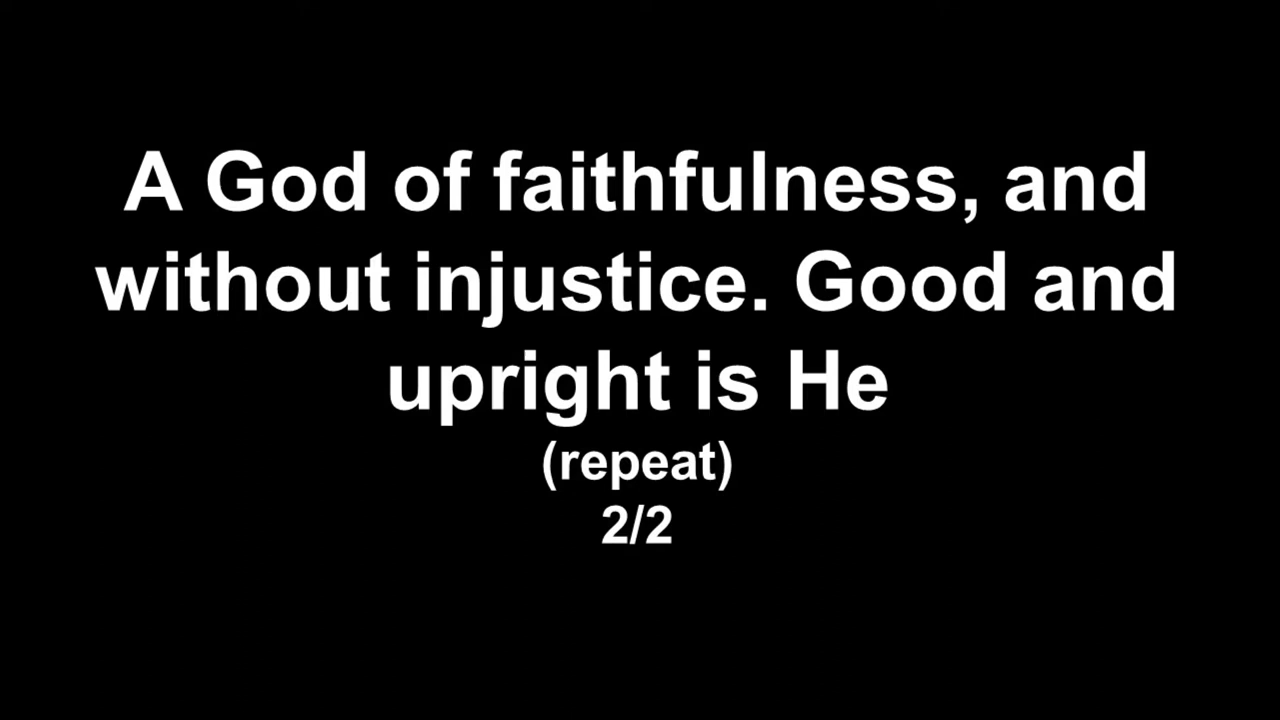 A God of faithfulness, and
without injustice. Good and
upright is He
(repeat)
2/2